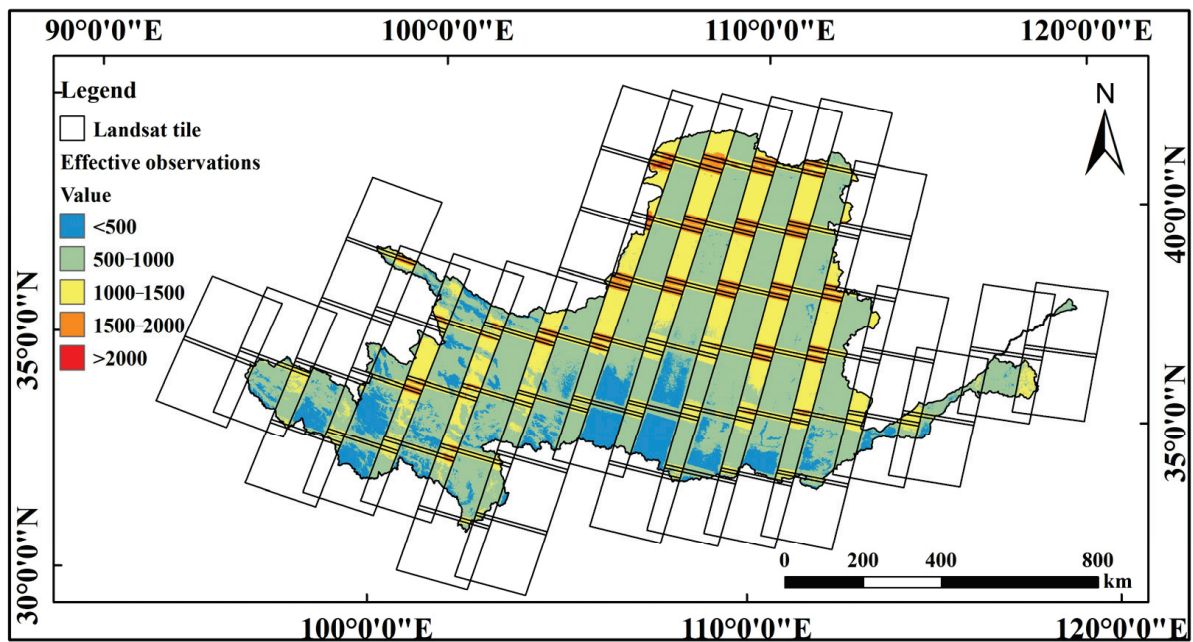 90°0'0"E 100°0'0"E 110°0'0"E 120°0'0"E
Legend
Landsat tile
Effective observations
Value
<500
500–1000
1000–1500
1500–2000
>2000
N
35°0'0"N
30°0'0"N
40°0'0"N
35°0'0"N
0 200 400 800
km
100°0'0"E 110°0'0"E 120°0'0"E